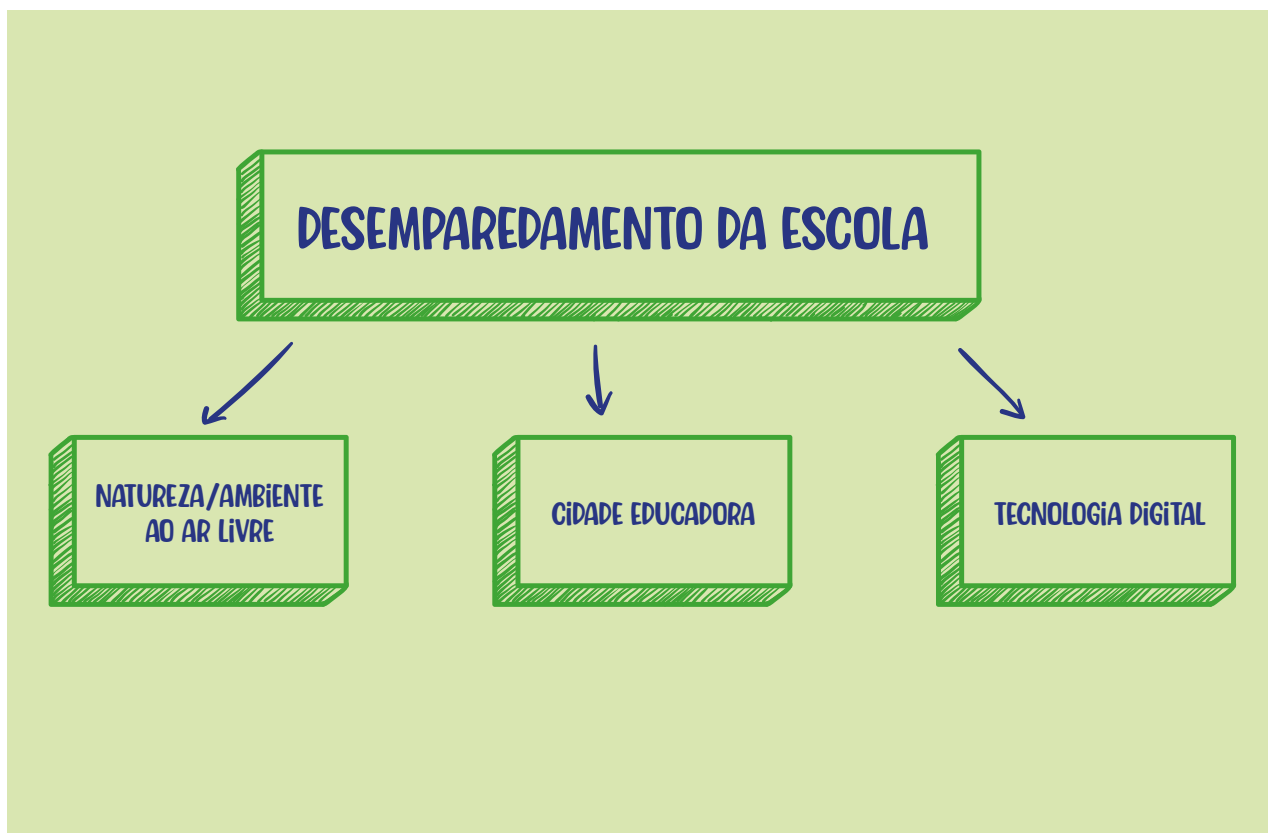 DESEMPAREDAMENTO DA ESCOLA
NATUREZA/AMBIENTE
AO AR LIVRE
CIDADE EDUCADORA
TECNOLOGIA DIGITAL